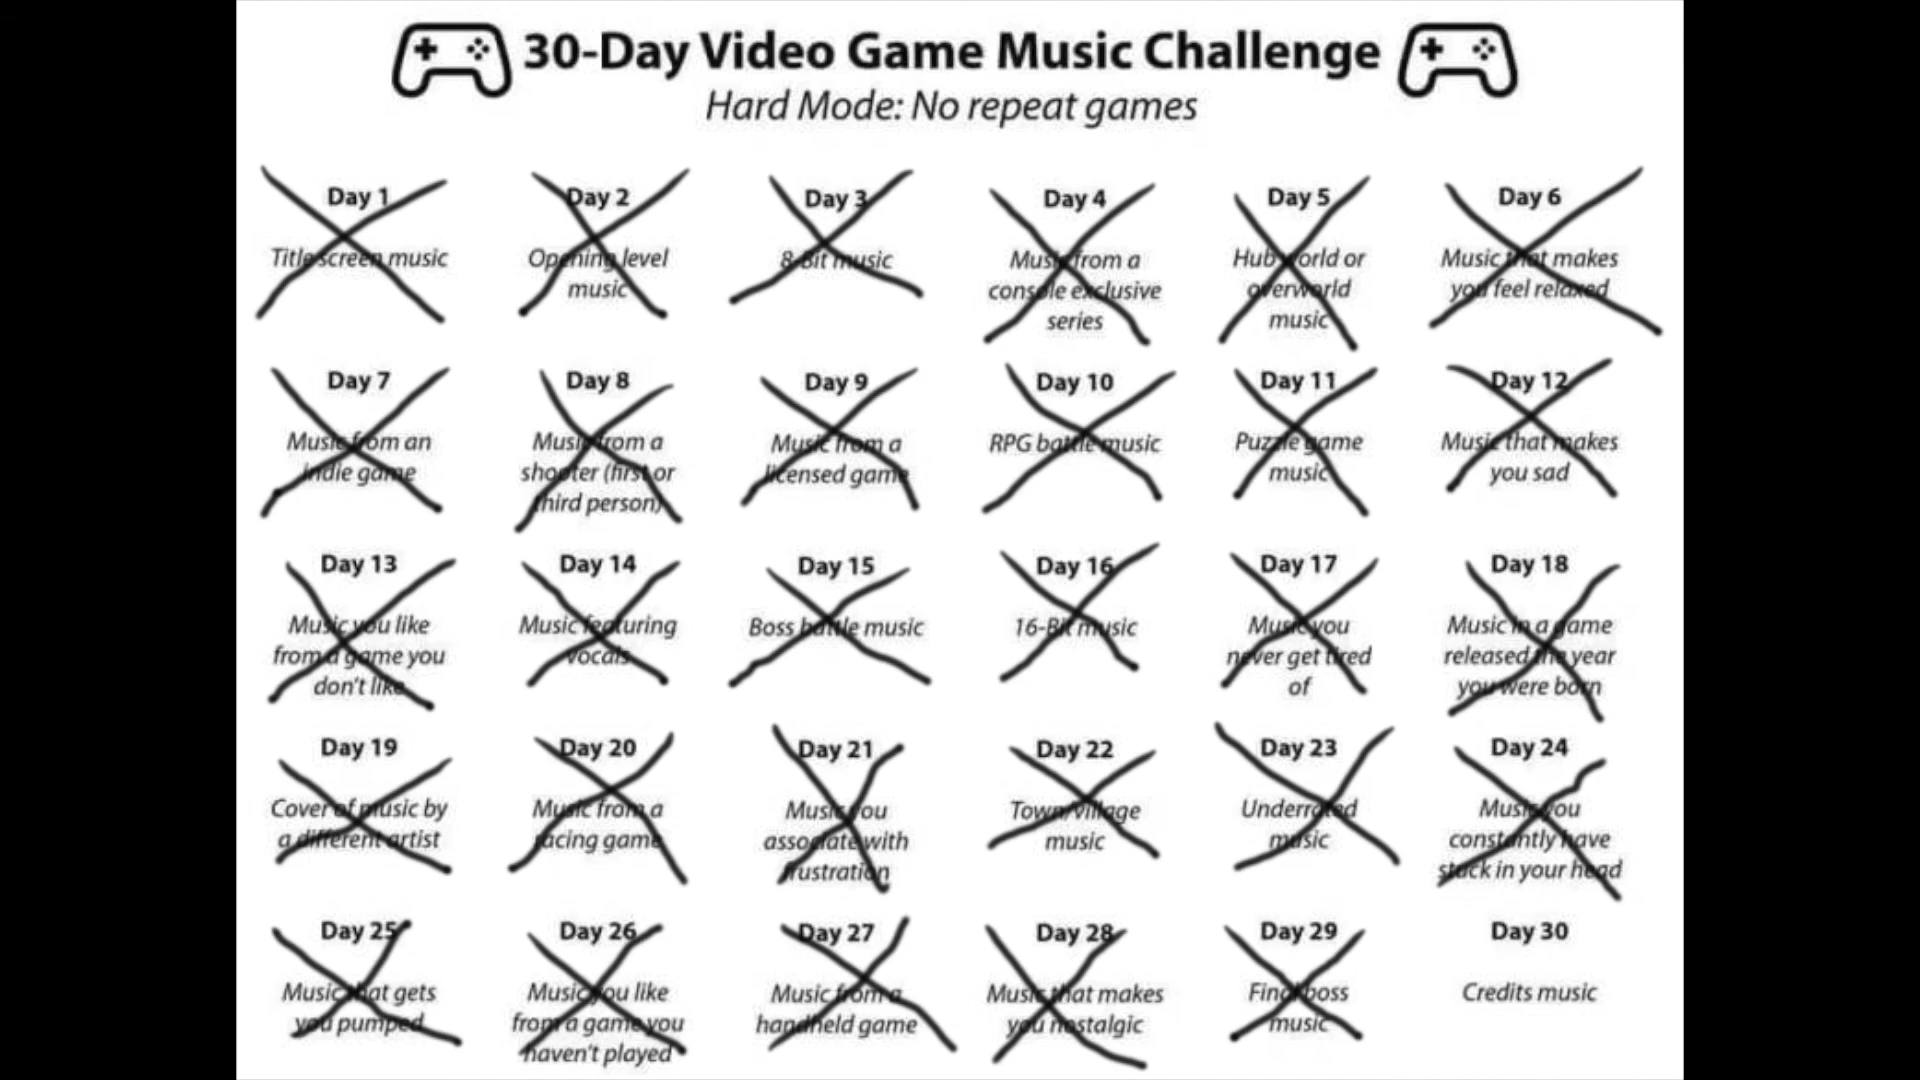 30-Day Video Game Music Challenge
Hard Mode: No repeat games
Day 1
Title screen music
Day 2
Opening level
music
Day 3
8-Bit music
Day 4
Music from a
console exclusive
series
Day 5
Hub world or
overworld
music
Day 6
Music that makes
you feel relaxed
Day 7
Music from an
indie game
Day 8
Music from a
shooter (first or
third person)
Day 9
Music from a
licensed game
Day 10
RPG battle music
Day 11
Puzzle game
music
Day 12
Music that makes
you sad
Day 13
Music you like
from a game you
don't like
Day 14
Music featuring
vocals
Day 15
Boss battle music
Day 16
16-Bit music
Day 17
Music you
never get tired
of
Day 18
Music in a game
released the year
you were born
Day 19
Cover of music by
a different artist
Day 20
Music from a
racing game
Day 21
Music you
associate with
frustration
Day 22
Town/Village
music
Day 23
Underrated
music
Day 24
Music you
constantly have
stuck in your head
Day 25
Music that gets
you pumped
Day 26
Music you like
from a game you
haven't played
Day 27
Music from a
handheld game
Day 28
Music that makes
you nostalgic
Day 29
Final boss
music
Day 30
Credits music